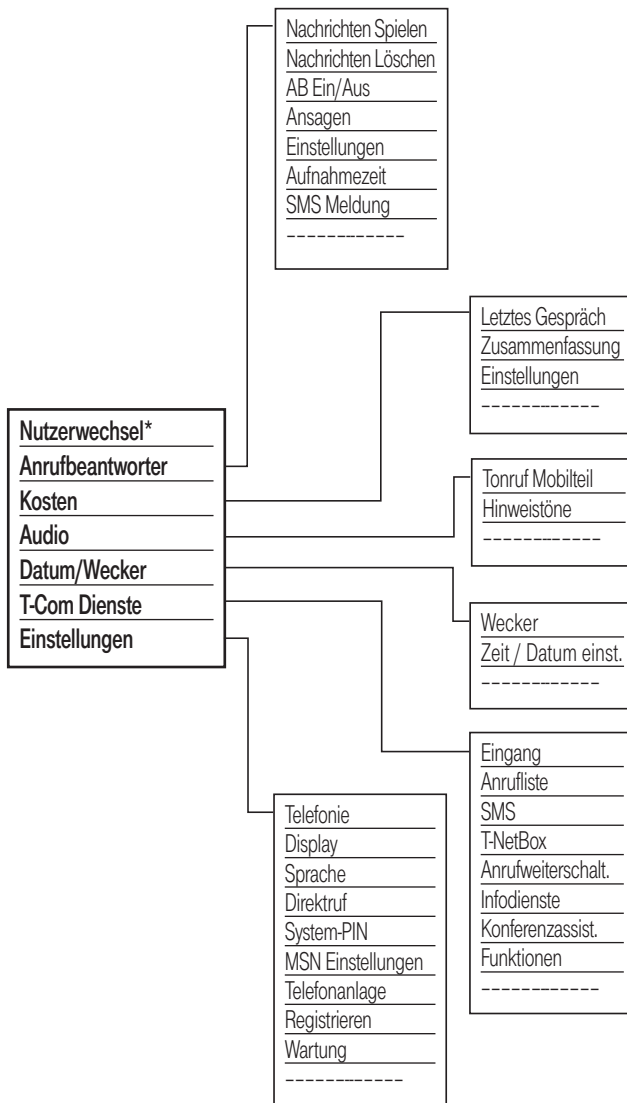 Nachrichten Spielen
Nachrichten Löschen
AB Ein/Aus
Ansagen
Einstellungen
Aufnahmezeit
SMS Meldung
-------------
Letztes Gespräch
Zusammenfassung
Einstellungen
-------------
Nutzerwechsel*
Anrufbeantworter
Kosten
Audio
Datum/Wecker
T-Com Dienste
Einstellungen
Tonruf Mobilteil
Hinweistöne
-------------
Wecker
Zeit / Datum einst.
-------------
Eingang
Anrufliste
SMS
T-NetBox
Anrufweiterschalt.
Infodienste
Konferenzassist.
Funktionen
-------------
Telefonie
Display
Sprache
Direktruf
System-PIN
MSN Einstellungen
Telefonanlage
Registrieren
Wartung
-------------